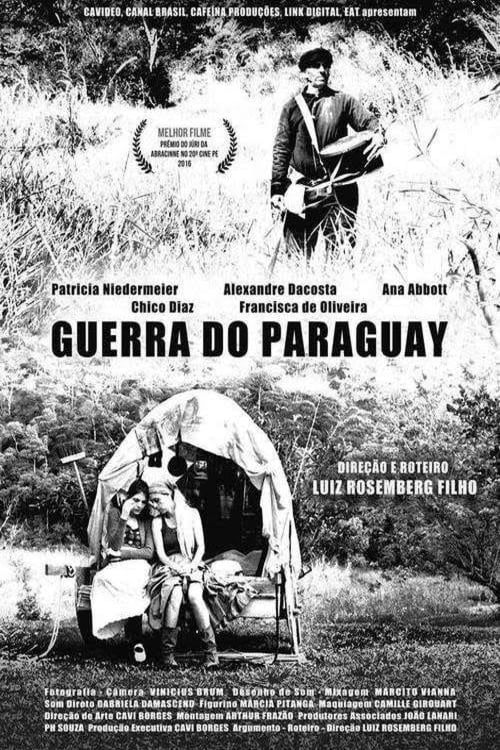 CAVIDEO, CANAL BRASIL, CAFEÍNA PRODUÇÕES, LINK DIGITAL, EAT apresentam
MELHOR FILME
PRÊMIO DO JÚRI DA
ABRACINNE NO 20º CINE PE
2016
Patricia Niedermeier Alexandre Dacosta Ana Abbott
Chico Diaz Francisca de Oliveira
GUERRA DO PARAGUAY
DIREÇÃO E ROTEIRO
LUIZ ROSEMBERG FILHO
Fotografia - Câmera VINICIUS BRUM Desenho de Som - Mixagem MARCITO VIANNA
Som Direto GABRIELA DAMASCENO Figurino MÁRCIA PITANGA Maquiagem CAMILLE GIROUART
Direção de Arte CAVI BORGES Montagem ARTHUR FRAZÃO Produtores Associados JOÃO LANARI
PH SOUZA Produção Executiva CAVI BORGES Argumento - Roteiro - Direção LUIZ ROSEMBERG FILHO